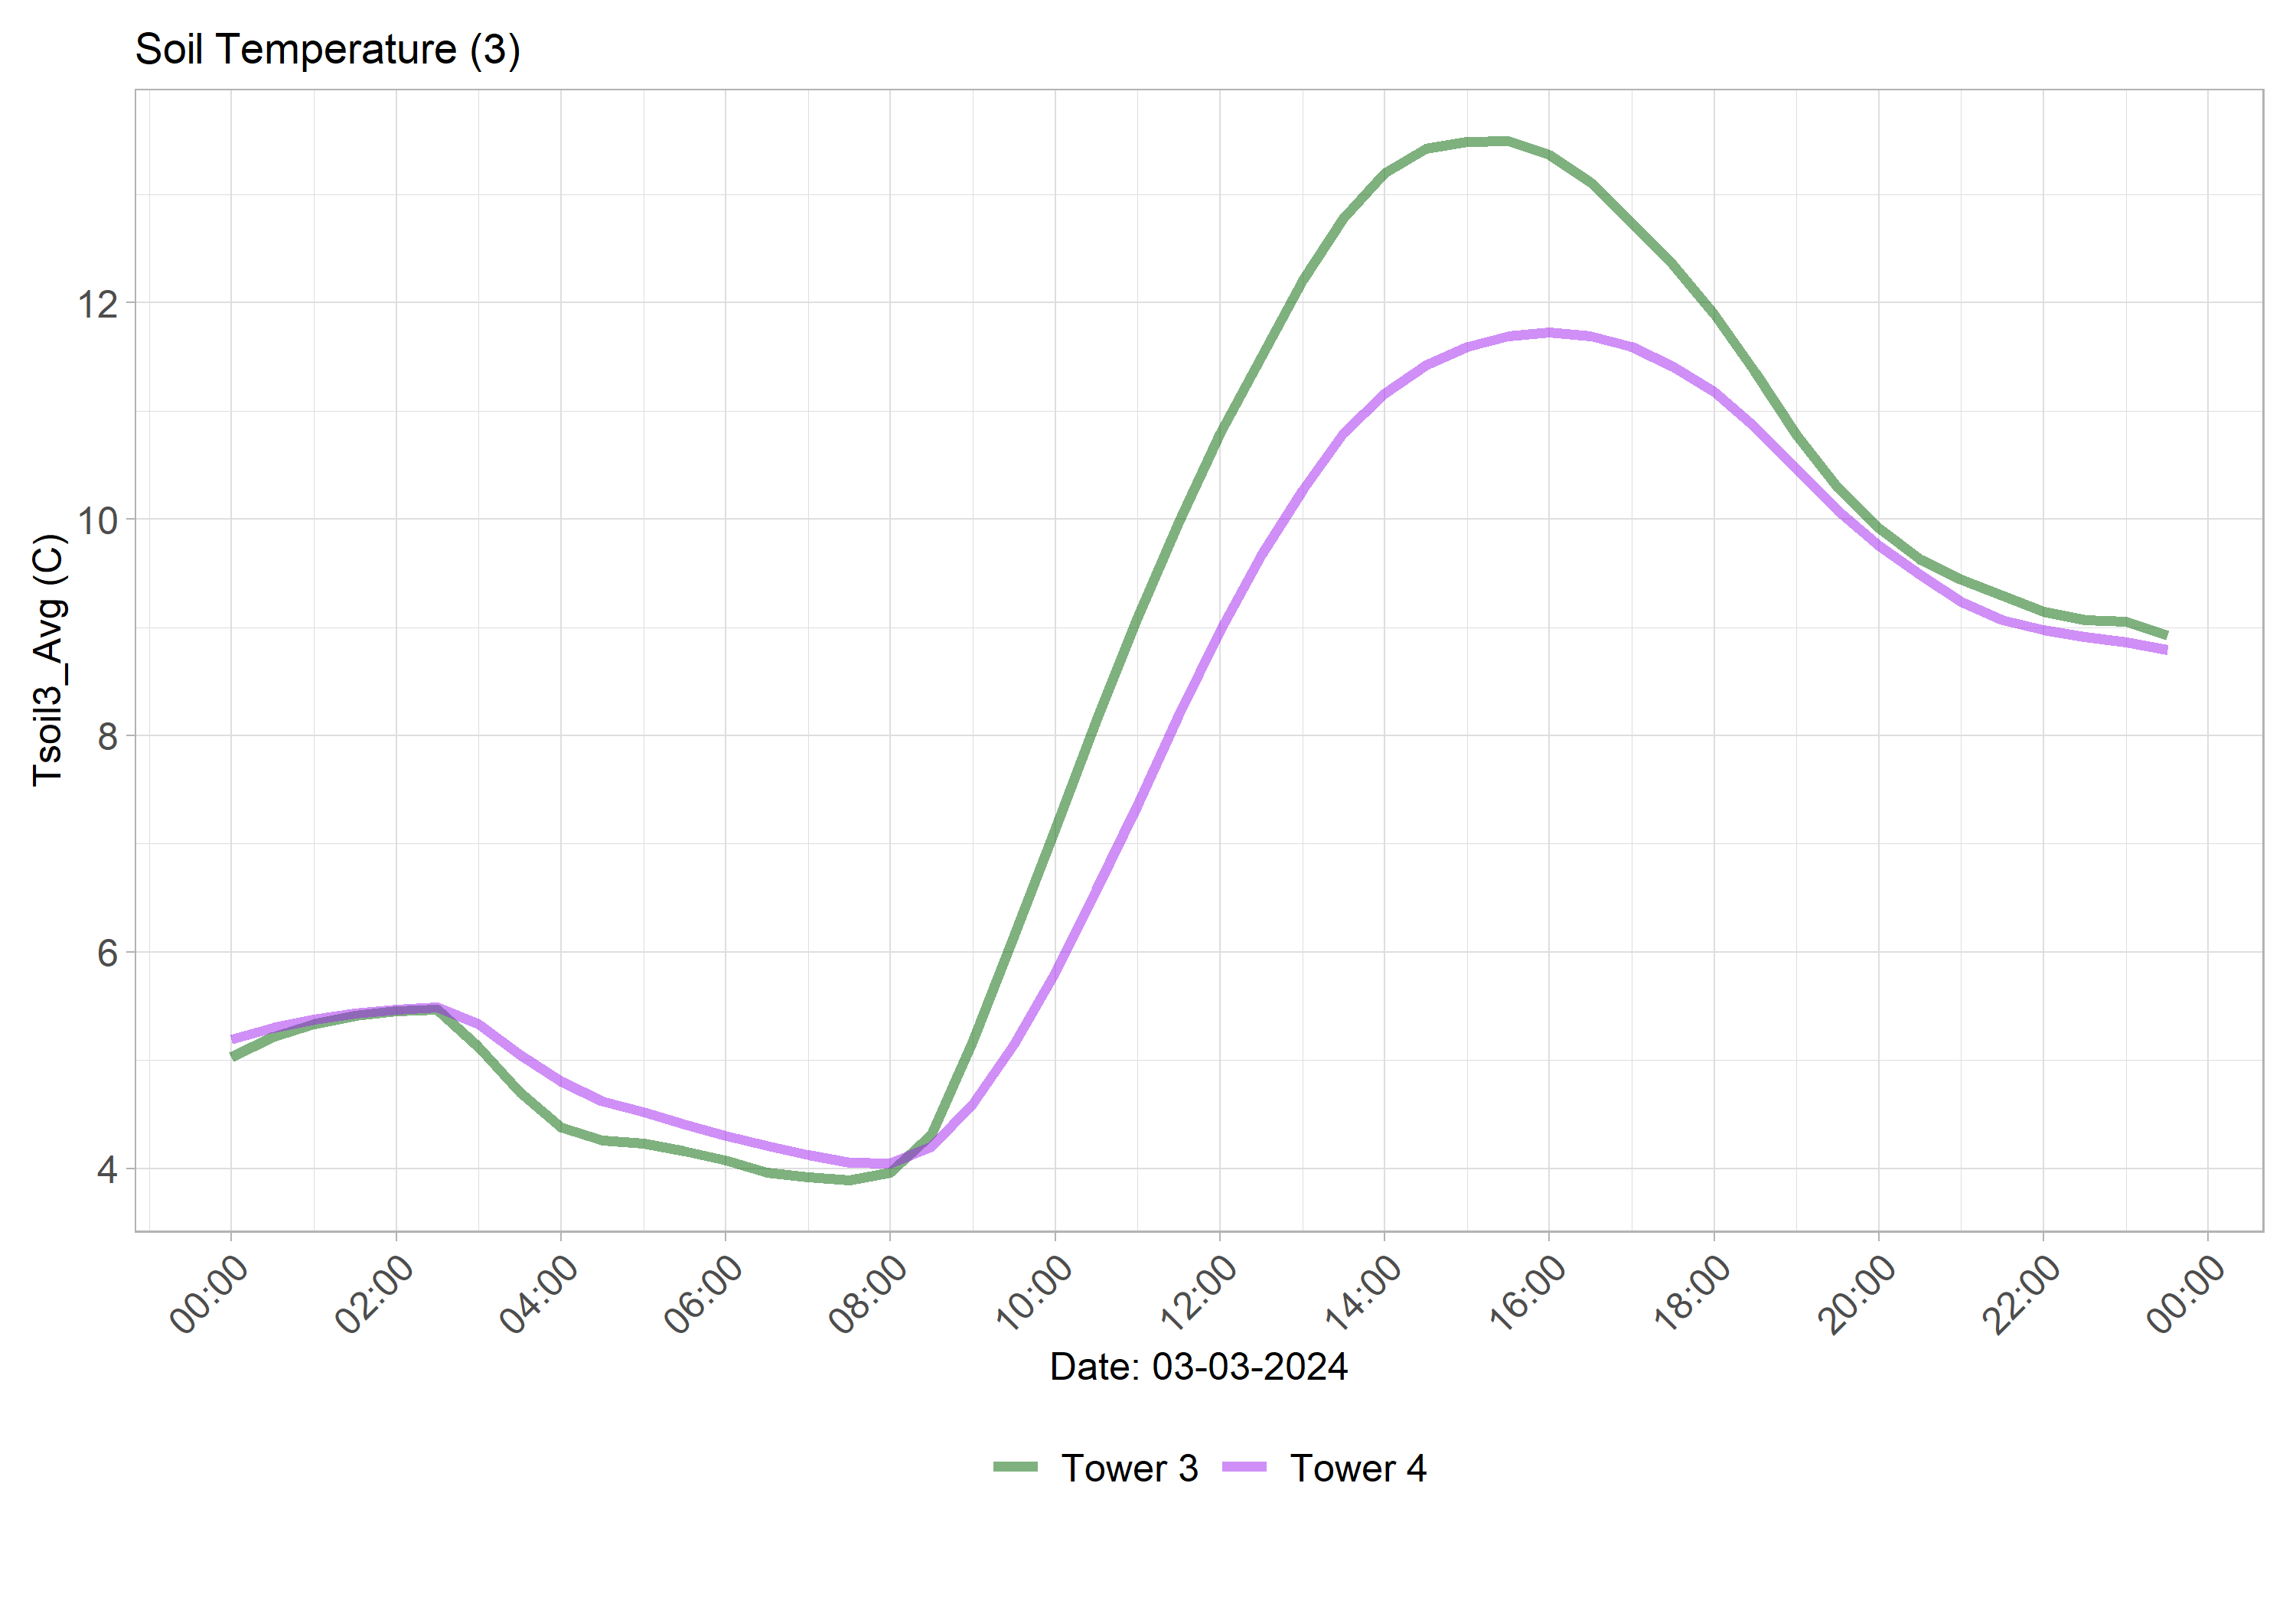 Soil Temperature (3)
Tsoil3_Avg (C)
12
10
8
6
4
00:00 02:00 04:00 06:00 08:00 10:00 12:00 14:00 16:00 18:00 20:00 22:00 00:00
Date: 03-03-2024
Tower 3 Tower 4